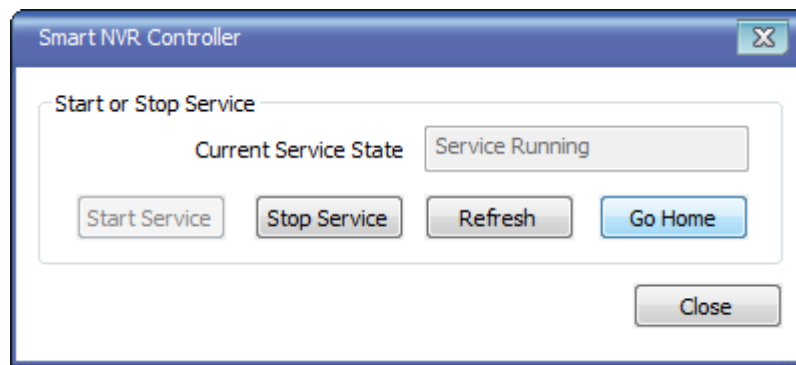 Smart NVR Controller
Start or Stop Service
Current Service State Service Running
Start Service Stop Service Refresh Go Home
Close